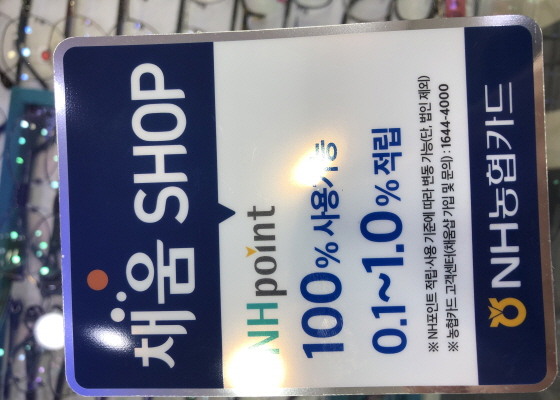 채움 SHOP
NHpoint
100% 사용가능
0.1~1.0% 적립
※ NH포인트 적립·사용 기준에 따라 변동 가능(단, 법인 제외)
※ 농협카드 고객센터(채움샵 가입 및 문의) : 1644-4000
NH농협카드